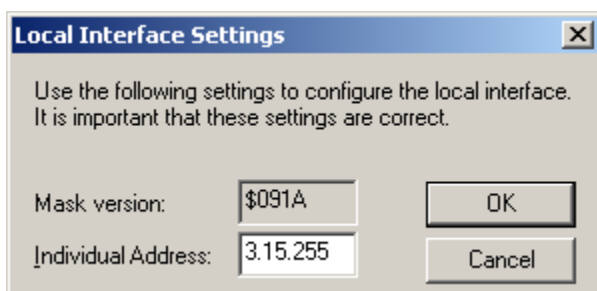 Local Interface Settings
Use the following settings to configure the local interface.
It is important that these settings are correct.
Mask version: $091A OK
Individual Address: 3.15.255 Cancel